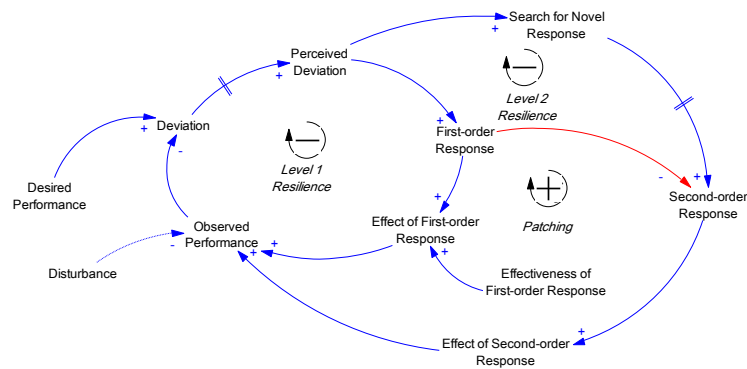 Search for Novel
Response
+
Perceived
Deviation
+
Level 2
Resilience
+
First-order
Response
Deviation
+
-
Level 1
Resilience
-
+
Second-order
Response
Desired
Performance
+
Patching
Observed
Performance
-
+
+
Effect of First-order
Response
+
Disturbance
Effectiveness of
First-order Response
+
Effect of Second-order
Response